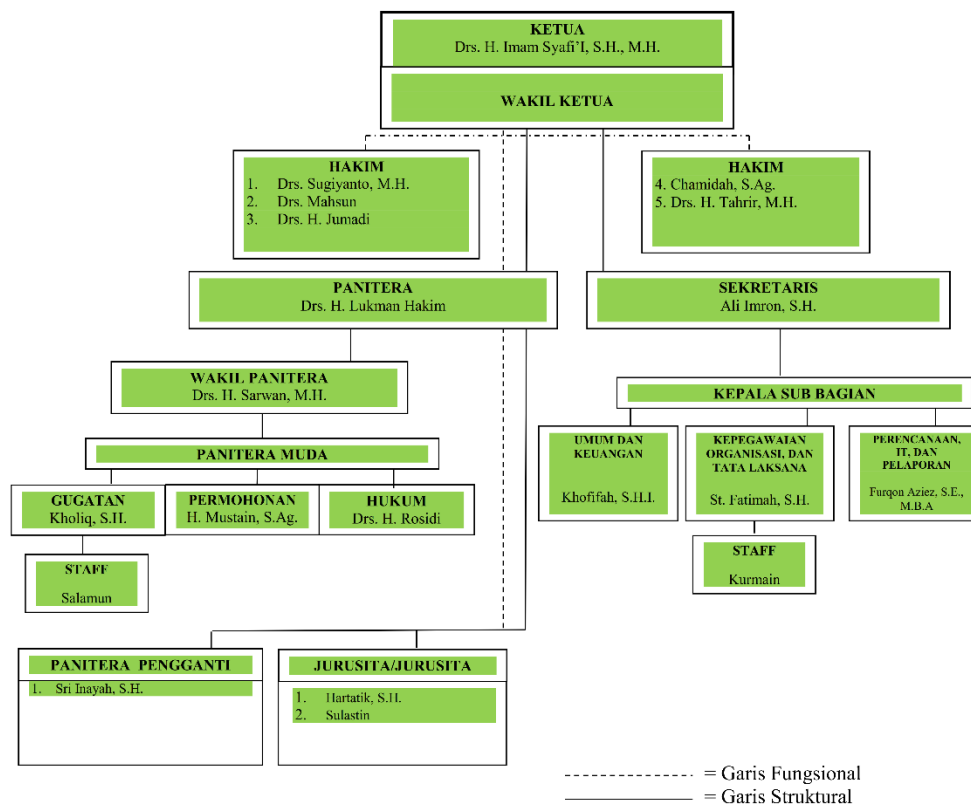 KETUA
Drs. H. Imam Syafi'I, S.H., M.H.
WAKIL KETUA
HAKIM
1. Drs. Sugiyanto, M.H.
2. Drs. Mahsun
3. Drs. H. Jumadi
HAKIM
4. Chamidah, S.Ag.
5. Drs. H. Tahrir, M.H.
PANITERA
Drs. H. Lukman Hakim
SEKRETARIS
Ali Imron, S.H.
WAKIL PANITERA
Drs. H. Sarwan, M.H.
KEPALA SUB BAGIAN
PANITERA MUDA
UMUM DAN
KEUANGAN
Khofifah, S.H.I.
KEPEGAWAIAN
ORGANISASI, DAN
TATA LAKSANA
St. Fatimah, S.H.
PERENCANAAN,
IT, DAN
PELAPORAN
Furqon Aziez, S.E.,
M.B.A
GUGATAN
Kholiq, S.H.
PERMOHONAN
H. Mustain, S.Ag.
HUKUM
Drs. H. Rosidi
STAFF
Salamun
STAFF
Kurmain
PANITERA PENGGANTI
1. Sri Inayah, S.H.
JURUSITA/JURUSITA
1. Hartatik, S.H.
2. Sulastin
= Garis Fungsional
= Garis Struktural